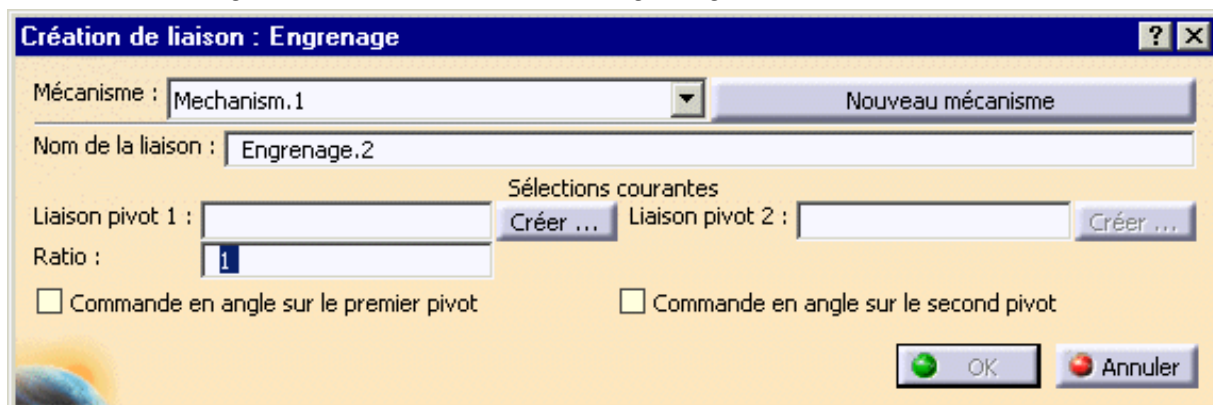 Création de liaison : Engrenage ? ×
Mécanisme : Mechanism.1 Nouveau mécanisme
Nom de la liaison : Engrenage.2
Sélections courantes
Liaison pivot 1 : Créer ... Liaison pivot 2 : Créer ...
Ratio : 1
Commande en angle sur le premier pivot Commande en angle sur le second pivot
OK Annuler